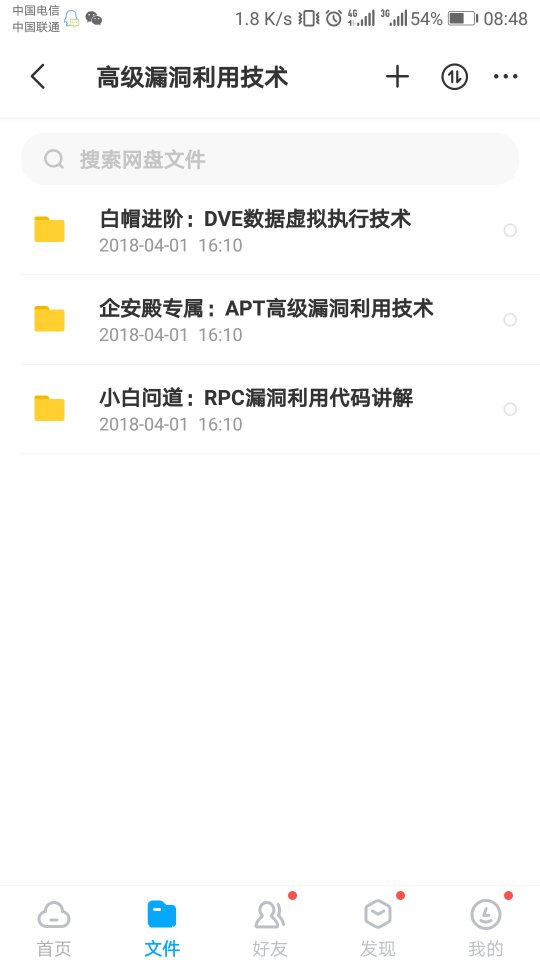 中国电信
中国联通
1.8 K/s 4G 3G 54% 08:48
高级漏洞利用技术
搜索网盘文件
白帽进阶：DVE数据虚拟执行技术
2018-04-01 16:10
企安殿专属：APT高级漏洞利用技术
2018-04-01 16:10
小白问道：RPC漏洞利用代码讲解
2018-04-01 16:10
首页 文件 好友 发现 我的